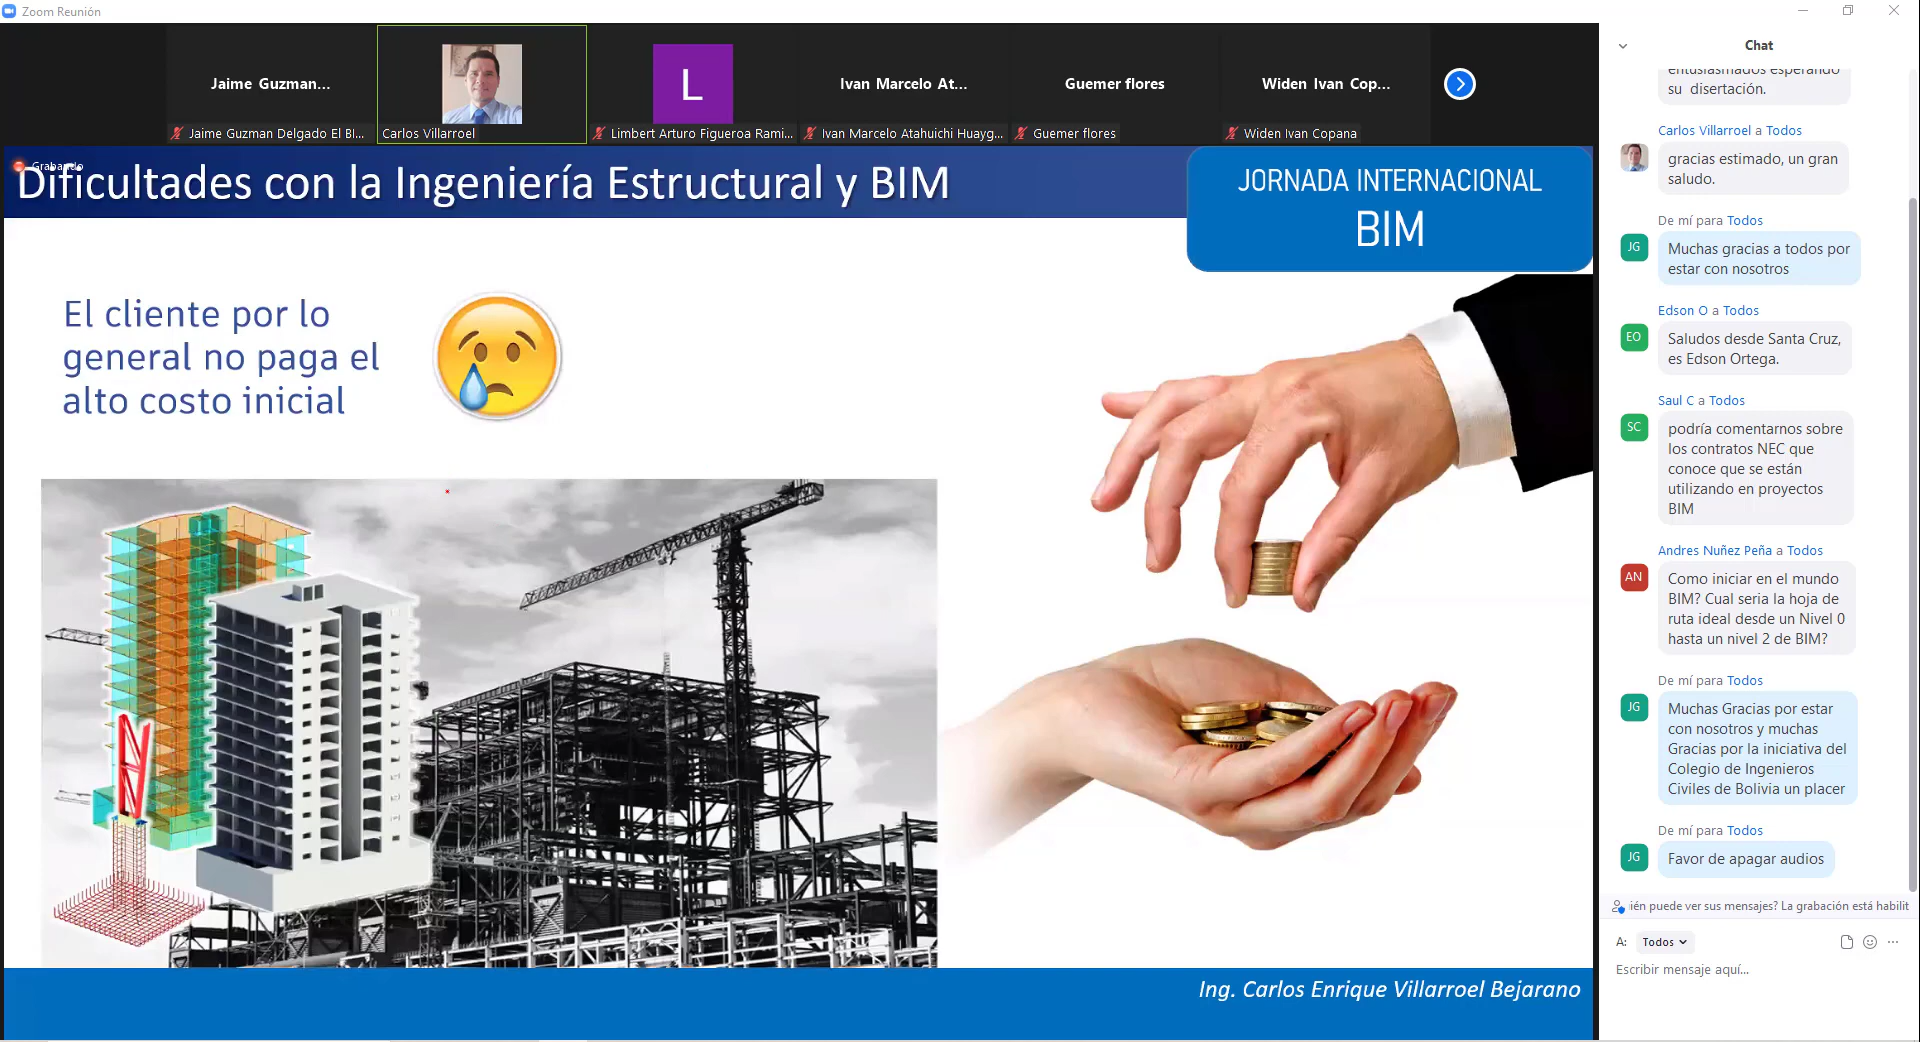 Zoom Reunión
Jaime Guzman...
L
Ivan Marcelo At...
Guemer flores
Widen Ivan Cop...
Jaime Guzman Delgado El BI...
Carlos Villarroel
Limbert Arturo Figueroa Rami...
Ivan Marcelo Atahuichi Huayg...
Guemer flores
Widen Ivan Copana
Grabando
Dificultades con la Ingeniería Estructural y BIM
JORNADA INTERNACIONAL
BIM
El cliente por lo
general no paga el
alto costo inicial
Ing. Carlos Enrique Villarroel Bejarano
Chat
entusiasmados esperando
su disertación.
Carlos Villarroel a Todos
gracias estimado, un gran
saludo.
De mí para Todos
JG
Muchas gracias a todos por
estar con nosotros
Edson O a Todos
EO
Saludos desde Santa Cruz,
es Edson Ortega.
Saul C a Todos
SC
podría comentarnos sobre
los contratos NEC que
conoce que se están
utilizando en proyectos
BIM
Andres Nuñez Peña a Todos
AN
Como iniciar en el mundo
BIM? Cual seria la hoja de
ruta ideal desde un Nivel 0
hasta un nivel 2 de BIM?
De mí para Todos
JG
Muchas Gracias por estar
con nosotros y muchas
Gracias por la iniciativa del
Colegio de Ingenieros
Civiles de Bolivia un placer
De mí para Todos
JG
Favor de apagar audios
ién puede ver sus mensajes? La grabación está habilit
A: Todos
Escribir mensaje aquí...